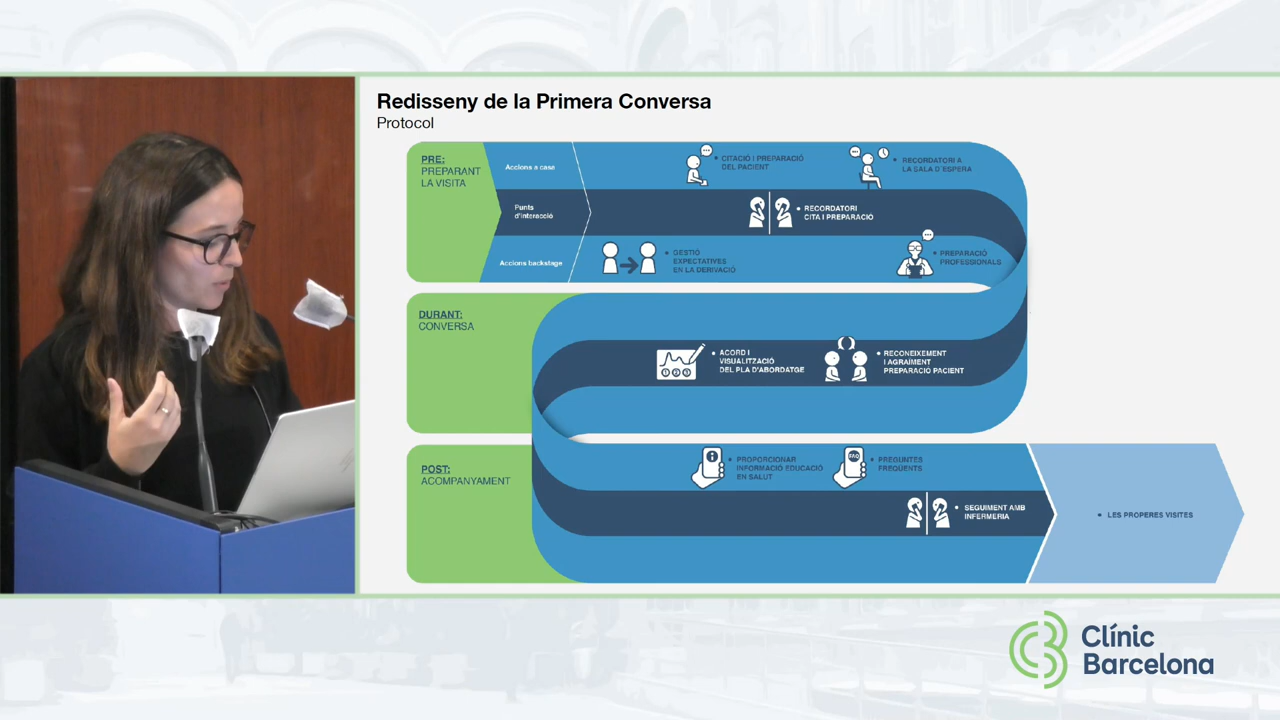 Redisseny de la Primera Conversa
Protocol
PRE:
PREPARANT
LA VISITA
Accions a casa
Punts
d'interacció
Accions backstage
• CITACIÓ I PREPARACIÓ
DEL PACIENT
• RECORDATORI A
LA SALA D'ESPERA
• RECORDATORI
CITA I PREPARACIÓ
• GESTIÓ
EXPECTATIVES
EN LA DERIVACIÓ
• PREPARACIÓ
PROFESSIONALS
DURANT:
CONVERSA
• ACORD I
VISUALITZACIÓ
DEL PLA D'ABORDATGE
• RECONEIXEMENT
I AGRAÏMENT
PREPARACIÓ PACIENT
POST:
ACOMPANYAMENT
• PROPORCIONAR
INFORMACIÓ EDUCACIÓ
EN SALUT
FAQ
• PREGUNTES
FREQÜENTS
• SEGUIMENT AMB
INFERMERIA
• LES PROPERES VISITES
Clínic
Barcelona